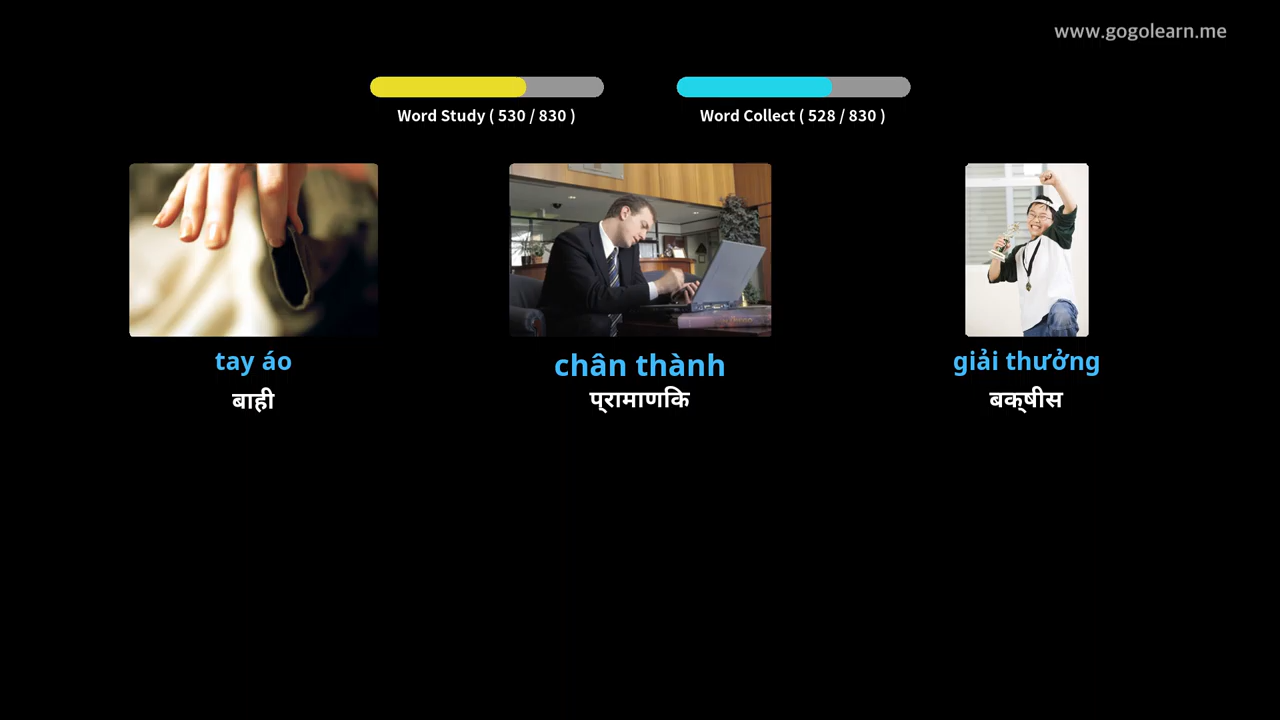 www.gogolearn.me
Word Study ( 530 / 830 )
Word Collect ( 528 / 830 )
tay áo
chân thành
giải thưởng
बाही
प्रामाणिक
बक्षीस